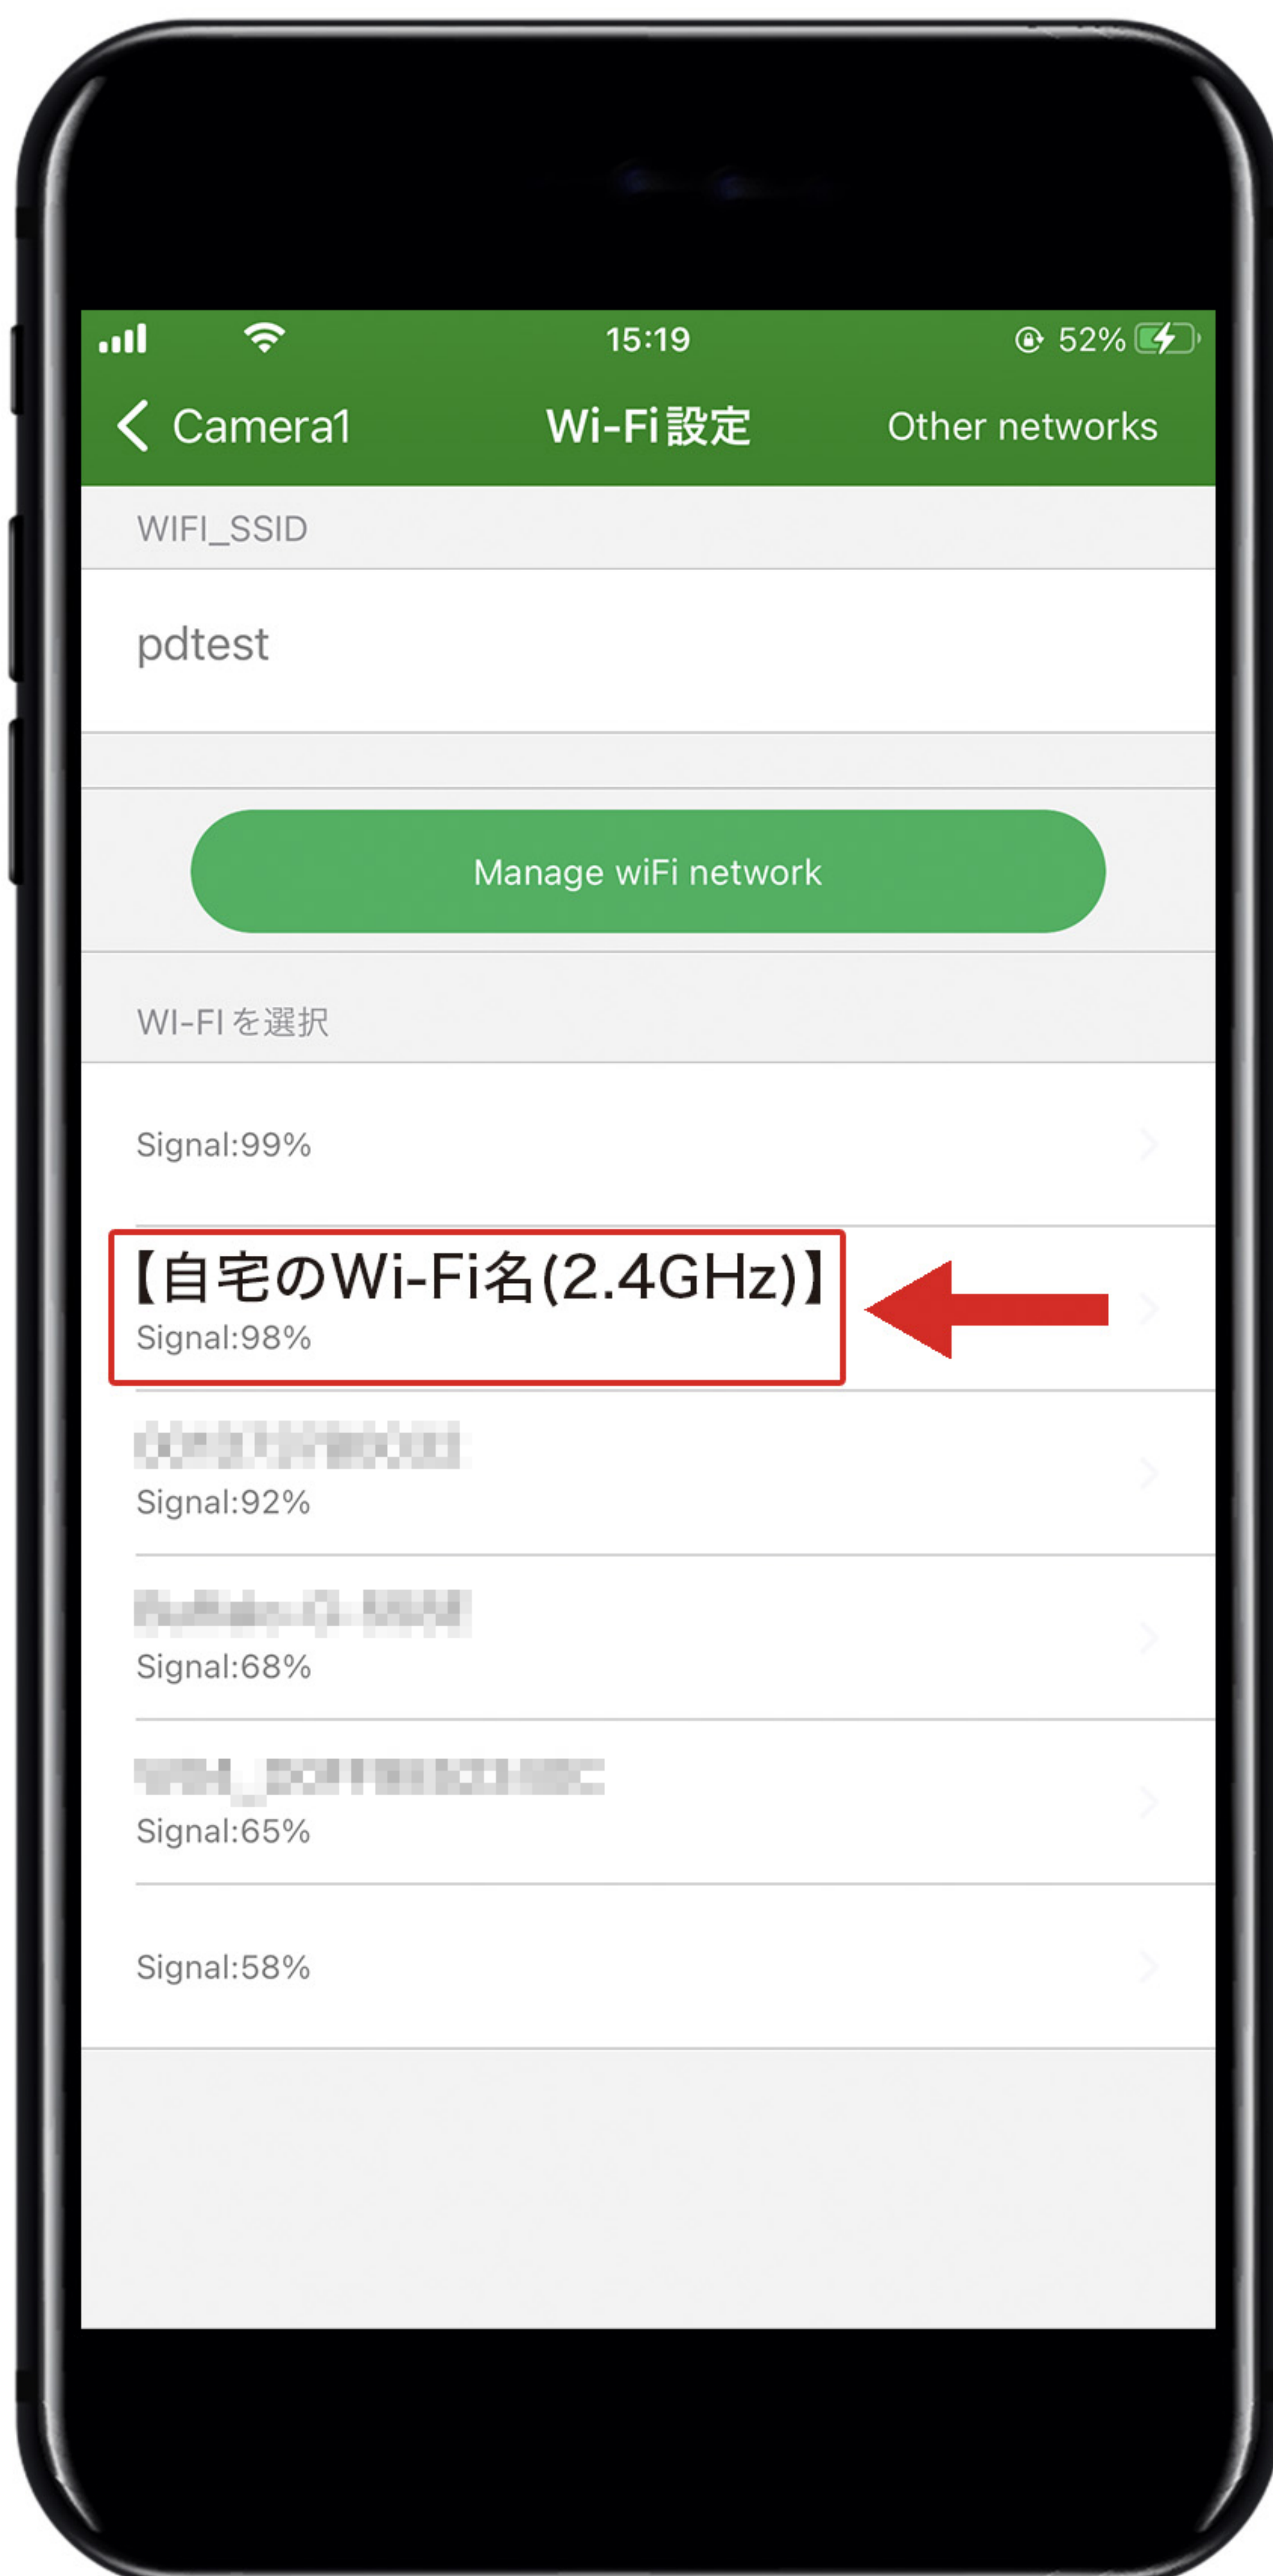 15:19
52%
Camera1
Wi-Fi設定
Other networks
WIFI_SSID
pdtest
Manage wiFi network
WI-FIを選択
Signal:99%
【自宅のWi-Fi名(2.4GHz)】
Signal:98%
Signal:92%
Signal:68%
Signal:65%
Signal:58%